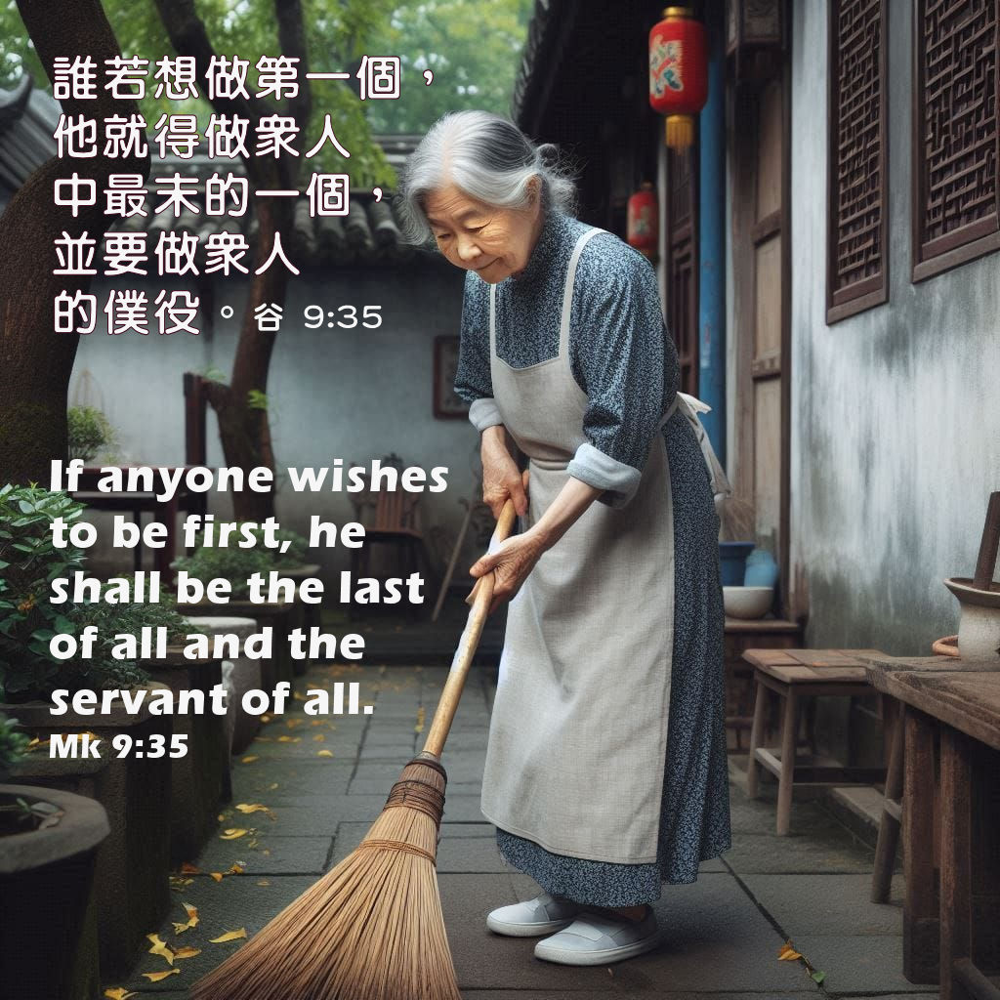 誰若想做第一個，
他就得做衆人
中最末的一個，
並要做衆人
的僕役。谷 9:35
If anyone wishes
to be first, he
shall be the last
of all and the
servant of all.
Mk 9:35